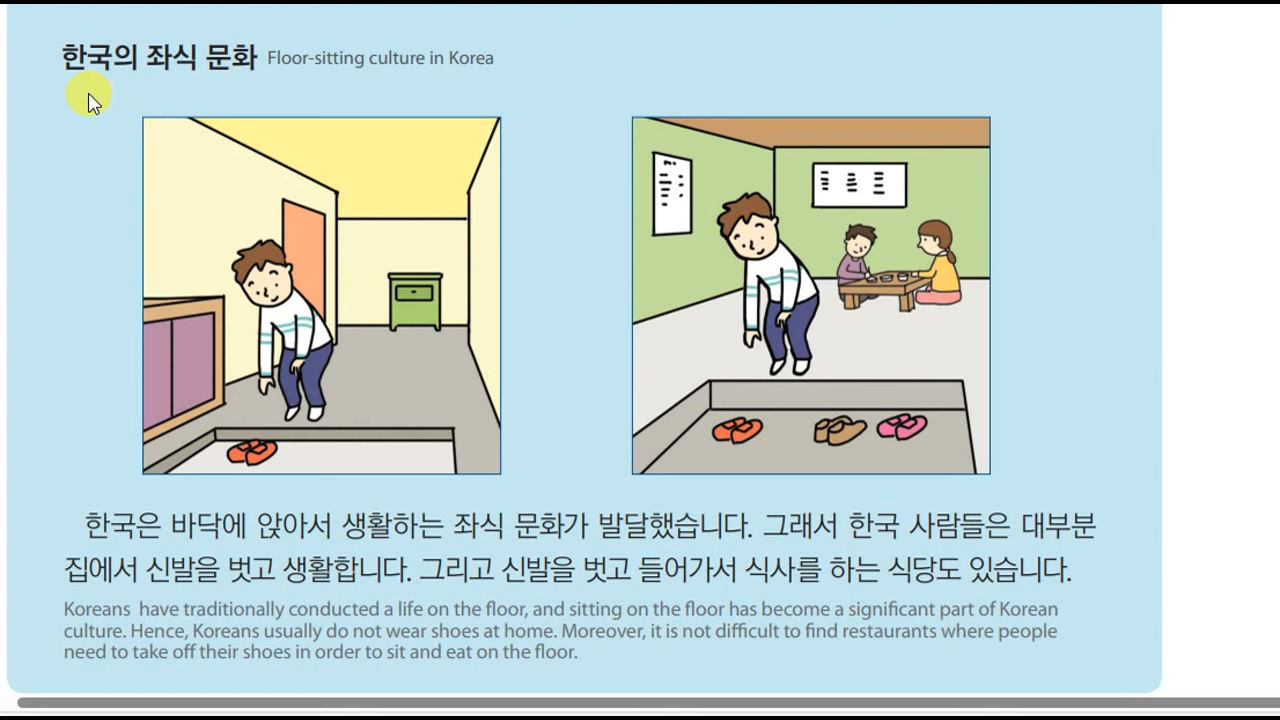 한국의 좌식 문화 Floor-sitting culture in Korea
한국은 바닥에 앉아서 생활하는 좌식 문화가 발달했습니다. 그래서 한국 사람들은 대부분
집에서 신발을 벗고 생활합니다. 그리고 신발을 벗고 들어가서 식사를 하는 식당도 있습니다.
Koreans have traditionally conducted a life on the floor, and sitting on the floor has become a significant part of Korean
culture. Hence, Koreans usually do not wear shoes at home. Moreover, it is not difficult to find restaurants where people
need to take off their shoes in order to sit and eat on the floor.